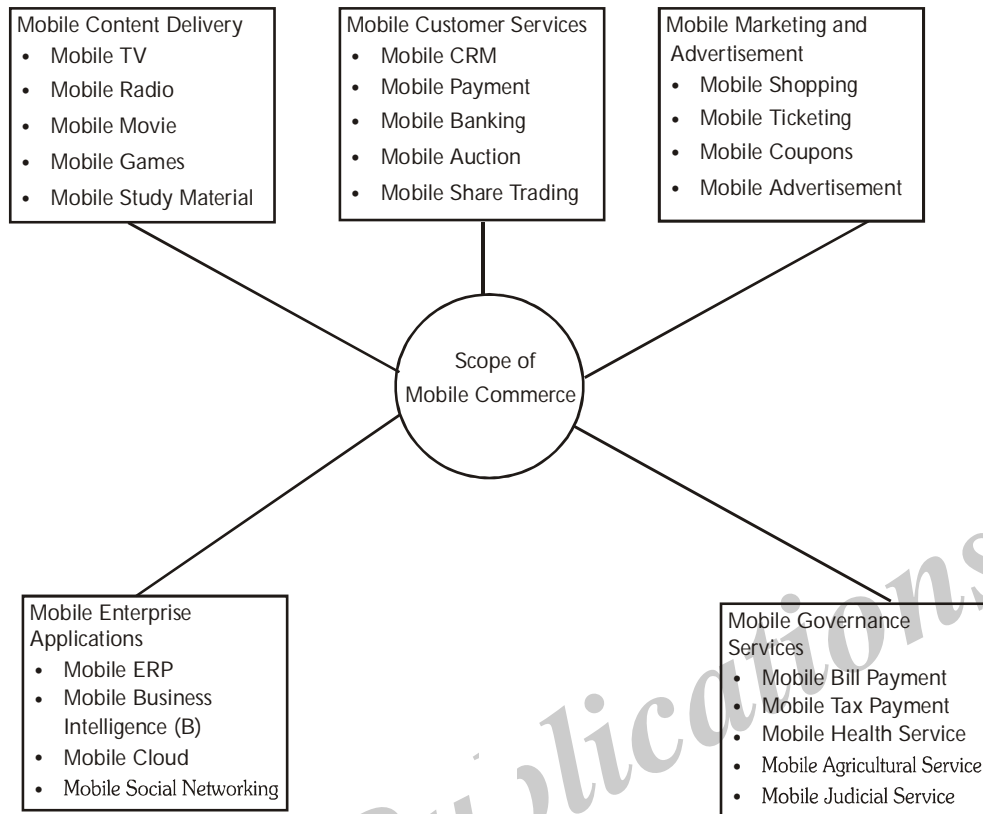 Mobile Content Delivery
• Mobile TV
• Mobile Radio
• Mobile Movie
• Mobile Games
• Mobile Study Material
Mobile Customer Services
• Mobile CRM
• Mobile Payment
• Mobile Banking
• Mobile Auction
• Mobile Share Trading
Mobile Marketing and
Advertisement
• Mobile Shopping
• Mobile Ticketing
• Mobile Coupons
• Mobile Advertisement
Scope of
Mobile Commerce
Mobile Enterprise
Applications
• Mobile ERP
• Mobile Business
Intelligence (B)
• Mobile Cloud
• Mobile Social Networking
Mobile Governance
Services
• Mobile Bill Payment
• Mobile Tax Payment
• Mobile Health Service
• Mobile Agricultural Service
• Mobile Judicial Service